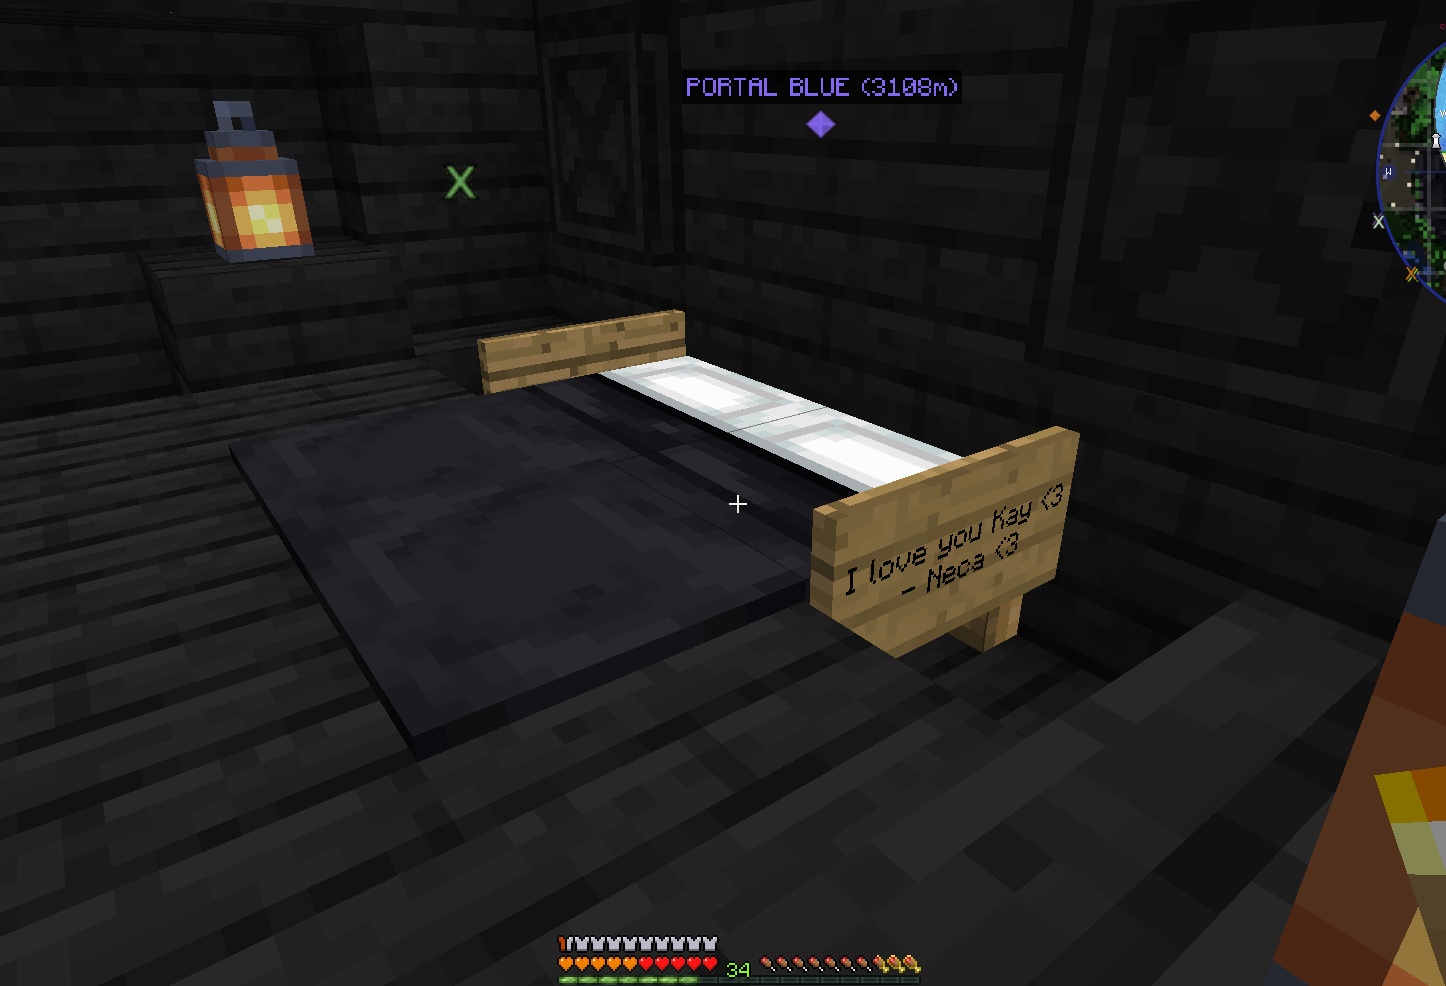 PORTAL BLUE (3108m)
X
W
X
X
I love you Kay <3
- Neca <3
34